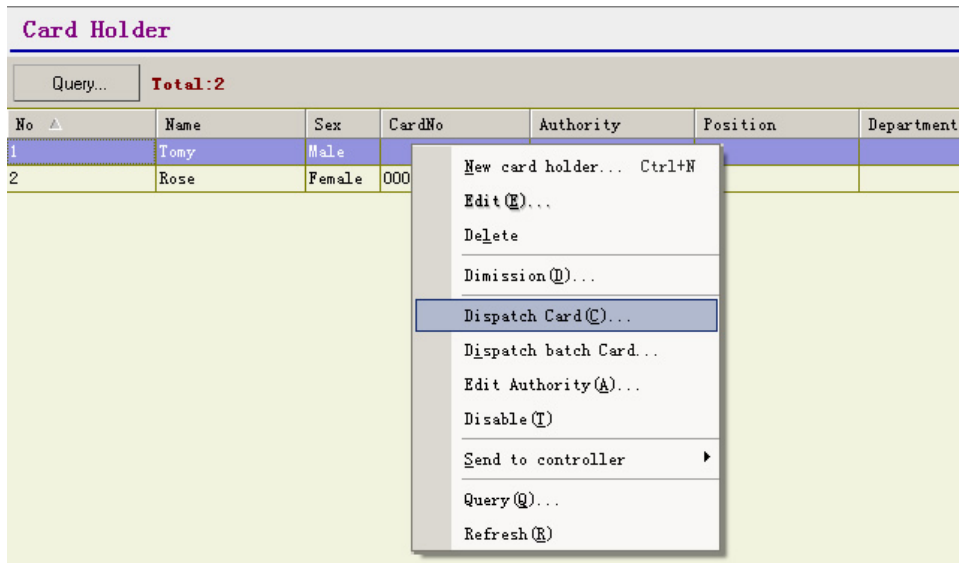 Card Holder
Query... Total:2
No Name Sex CardNo Authority Position Department
1 Tomy Male
2 Rose Female 000
New card holder... Ctrl+N
Edit(E)...
Delete
Dimission(D)...
Dispatch Card(C)...
Dispatch batch Card...
Edit Authority(A)...
Disable(T)
Send to controller
Query(Q)...
Refresh(R)